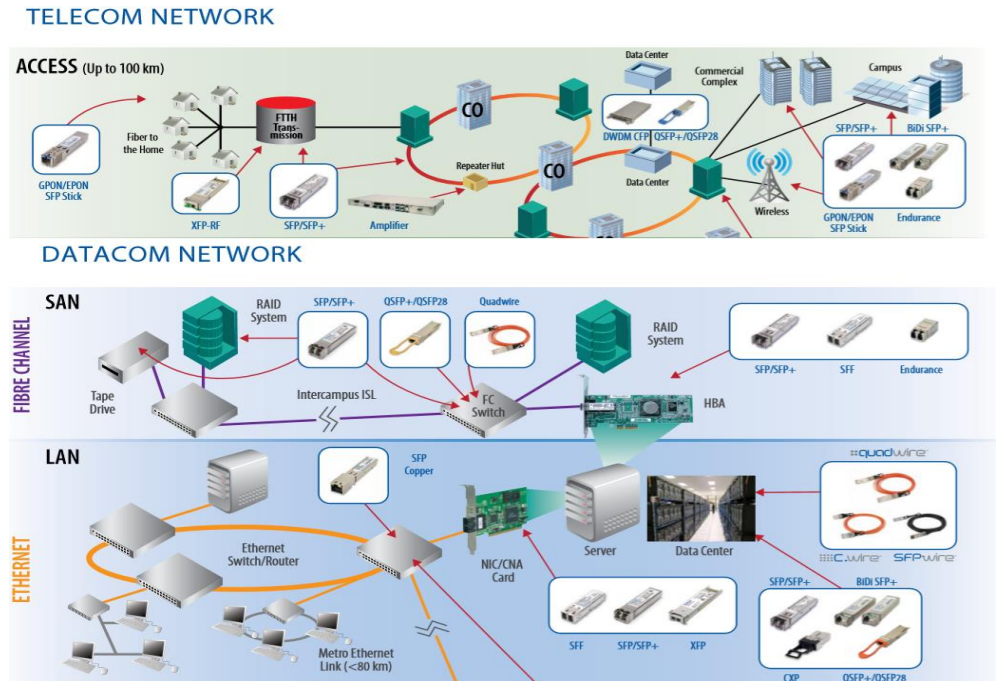 TELECOM NETWORK
ACCESS (Up to 100 km)
GPON/EPON
SFP Stick
Fiber to
the Home
FTTH
Trans-
mission
XFP-RF
SFP/SFP+
Amplifier
Repeater Hut
CO
CO
Data Center
DWDM CFP
QSFP+/QSFP28
Data Center
Commercial
Complex
Campus
Wireless
SFP/SFP+
BiDi SFP+
GPON/EPON
SFP Stick
Endurance
DATACOM NETWORK
FIBRE CHANNEL
SAN
Tape
Drive
RAID
System
SFP/SFP+
QSFP+/QSFP28
Quadwire
Intercampus ISL
FC
Switch
RAID
System
HBA
SFP/SFP+
SFF
Endurance
ETHERNET
LAN
Ethernet
Switch/Router
SFP
Copper
Metro Ethernet
Link (<80 km)
NIC/CNA
Card
Server
Data Center
SFF
SFP/SFP+
XFP
quadwire
C.wire
SFPwire
SFP/SFP+
BiDi SFP+
CXP
QSFP+/QSFP28